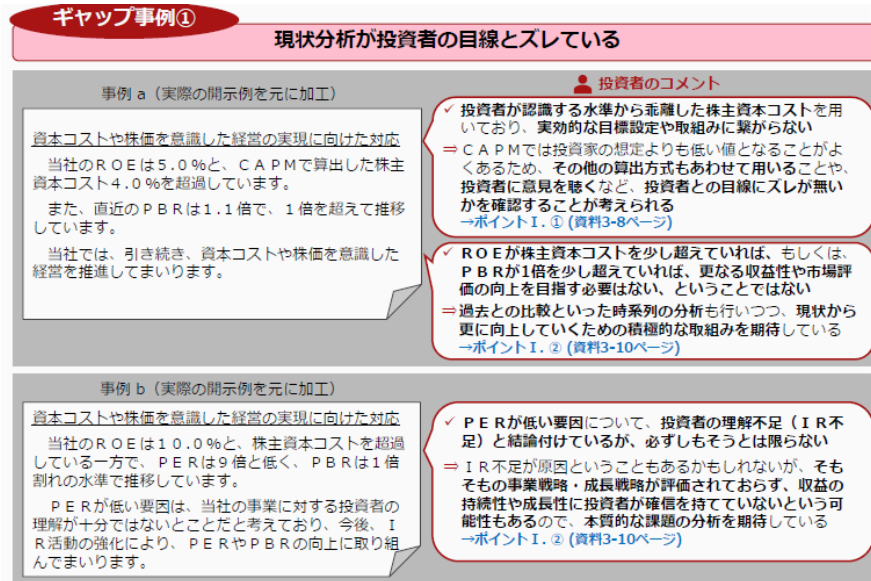 ギャップ事例①
現状分析が投資者の目線とズレている
事例 a（実際の開示例を元に加工）
資本コストや株価を意識した経営の実現に向けた対応
当社のＲＯＥは５.０％と、ＣＡＰＭで算出した株主
資本コスト４.０％を超過しています。
また、直近のＰＢＲは１.１倍で、１倍を超えて推移
しています。
当社では、引き続き、資本コストや株価を意識した
経営を推進してまいります。
投資者のコメント
✓ 投資者が認識する水準から乖離した株主資本コストを用
いており、実効的な目標設定や取組みに繋がらない
⇒ ＣＡＰＭでは投資家の想定よりも低い値となることがよ
くあるため、その他の算出方式もあわせて用いることや、
投資者に意見を聴くなど、投資者との目線にズレが無い
かを確認することが考えられる
→ポイントⅠ. ① (資料3-8ページ)
✓ ＲＯＥが株主資本コストを少し超えていれば、もしくは、
ＰＢＲが1倍を少し超えていれば、更なる収益性や市場評
価の向上を目指す必要はない、ということではない
⇒ 過去との比較といった時系列の分析も行いつつ、現状から
更に向上していくための積極的な取組みを期待している
→ポイントⅠ. ② (資料3-10ページ)
事例 b（実際の開示例を元に加工）
資本コストや株価を意識した経営の実現に向けた対応
当社のＲＯＥは１０.０％と、株主資本コストを超過
している一方で、ＰＥＲは９倍と低く、ＰＢＲは１倍
割れの水準で推移しています。
ＰＥＲが低い要因は、当社の事業に対する投資者の
理解が十分ではないとことだと考えており、今後、Ｉ
Ｒ活動の強化により、ＰＥＲやＰＢＲの向上に取り組
んでまいります。
✓ ＰＥＲが低い要因について、投資者の理解不足（ＩＲ不
足）と結論付けているが、必ずしもそうとは限らない
⇒ ＩＲ不足が原因ということもあるかもしれないが、そも
そもの事業戦略・成長戦略が評価されておらず、収益の
持続性や成長性に投資者が確信を持てていないという可
能性もあるので、本質的な課題の分析を期待している
→ポイントⅠ. ② (資料3-10ページ)